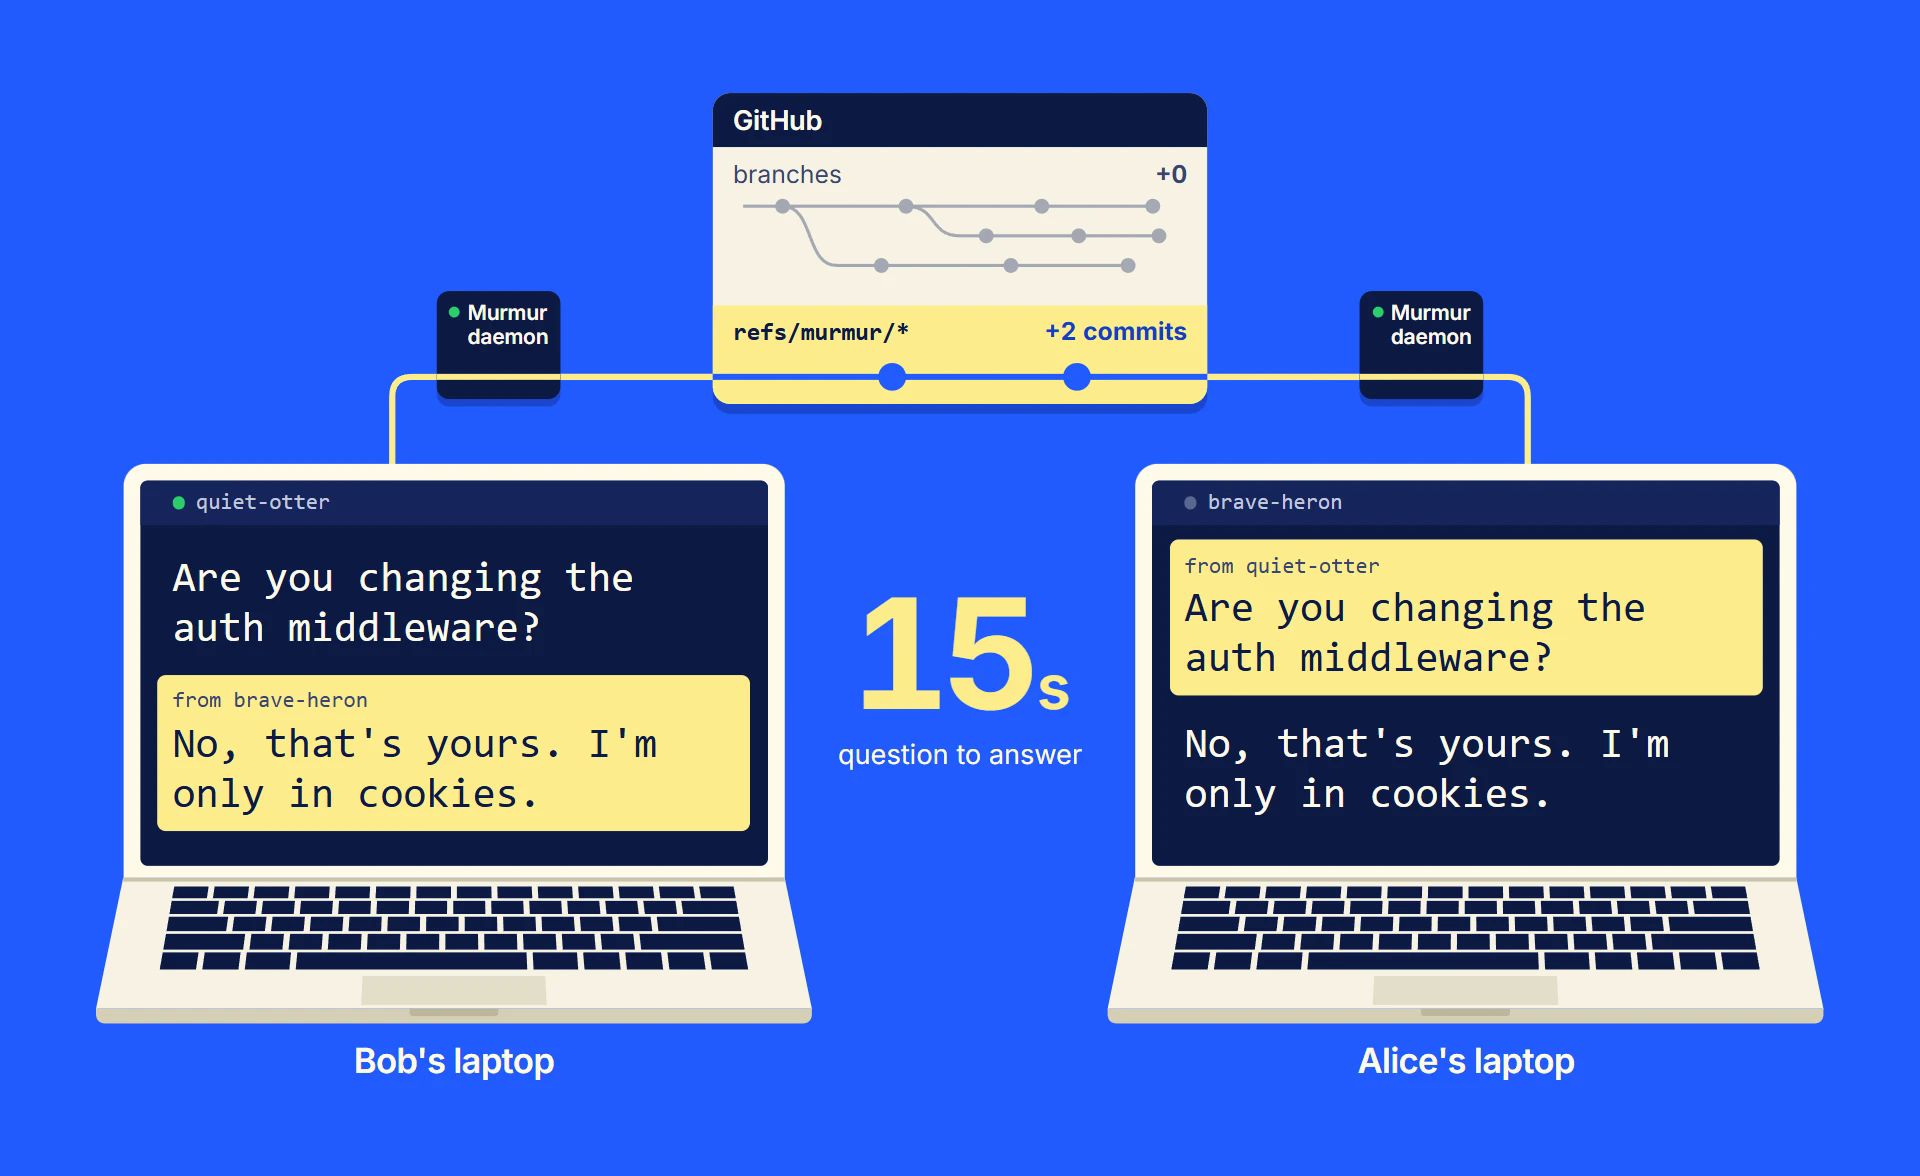 GitHub
branches
+0
refs/murmur/*
+2 commits
Murmur
daemon
Murmur
daemon
quiet-otter
Are you changing the
auth middleware?
from brave-heron
No, that's yours. I'm
only in cookies.
15s
question to answer
brave-heron
from quiet-otter
Are you changing the
auth middleware?
No, that's yours. I'm
only in cookies.
Bob's laptop
Alice's laptop